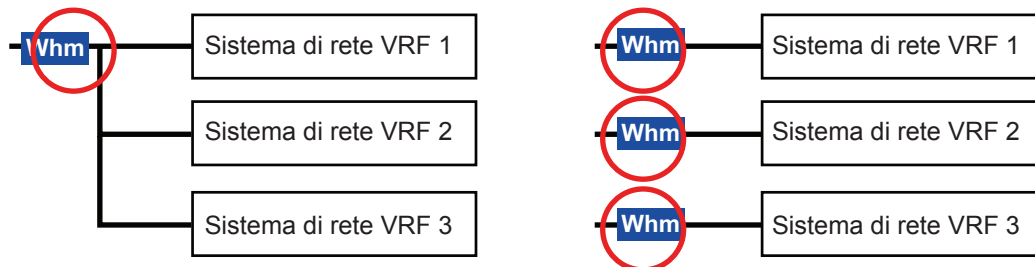 Whm
Sistema di rete VRF 1
Sistema di rete VRF 2
Sistema di rete VRF 3
Whm
Sistema di rete VRF 1
Whm
Sistema di rete VRF 2
Whm
Sistema di rete VRF 3